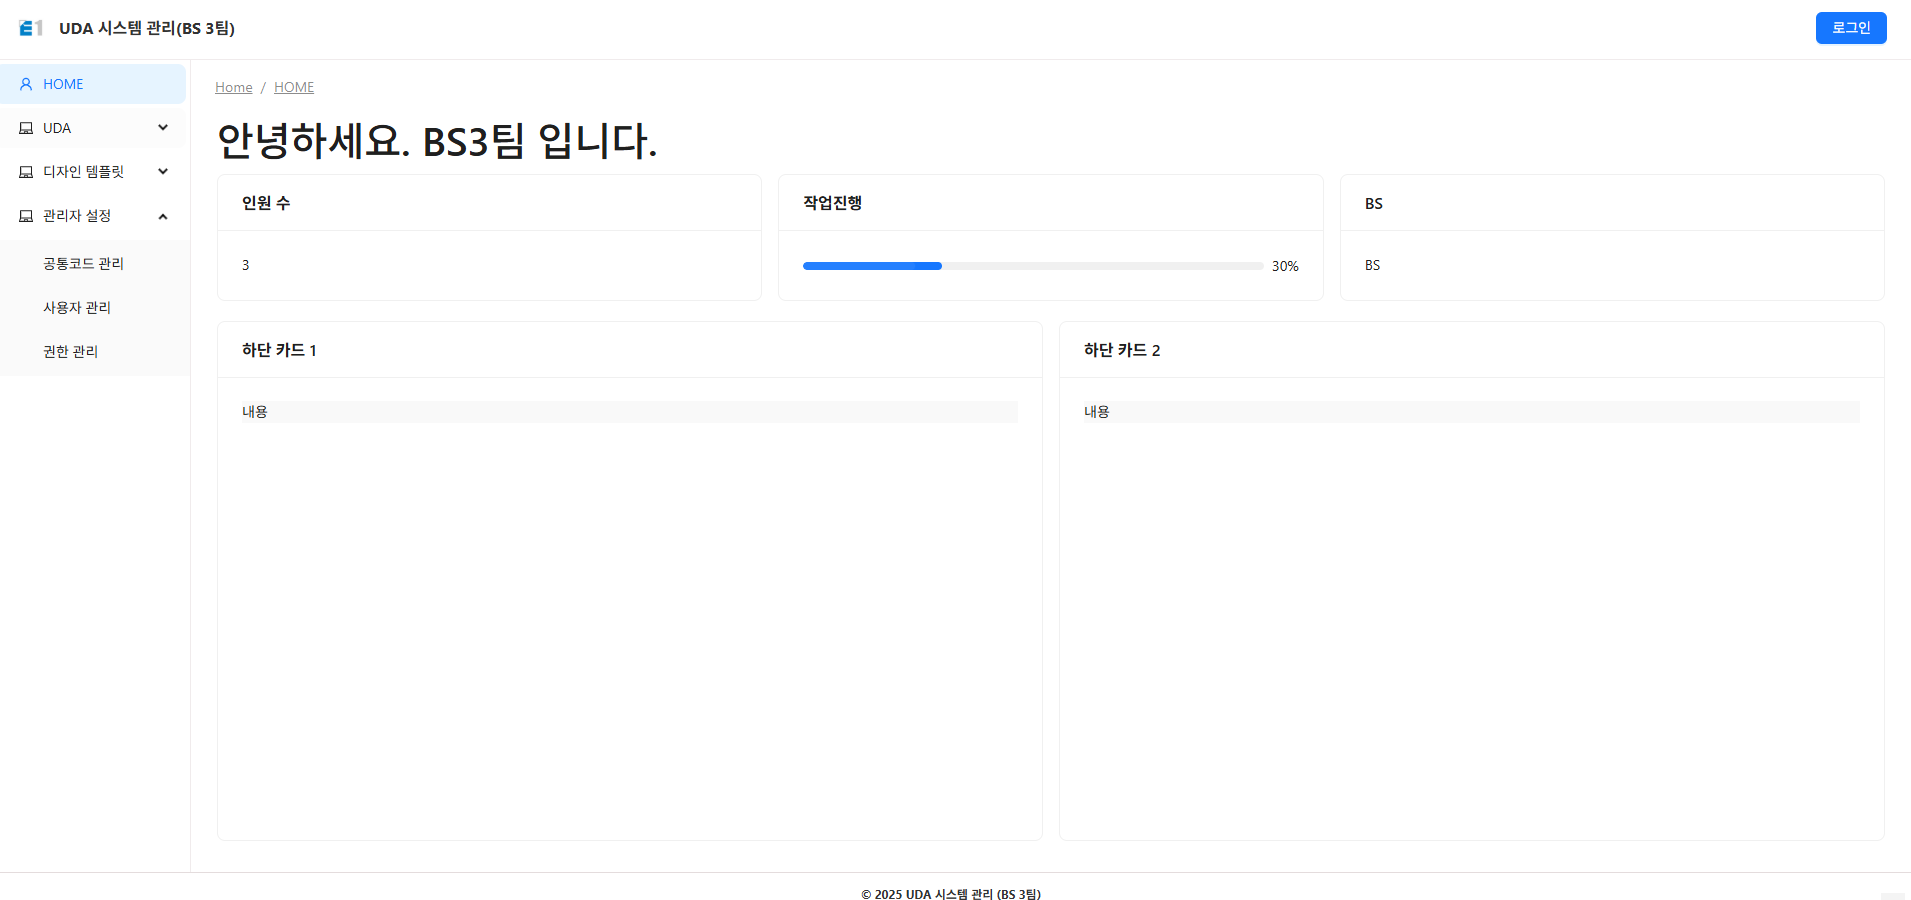 E1 UDA 시스템 관리(BS 3팀)
로그인
HOME
UDA
디자인 템플릿
관리자 설정
공통코드 관리
사용자 관리
권한 관리
Home / HOME
안녕하세요. BS3팀 입니다.
인원 수
3
작업진행
30%
BS
BS
하단 카드 1
내용
하단 카드 2
내용
© 2025 UDA 시스템 관리 (BS 3팀)